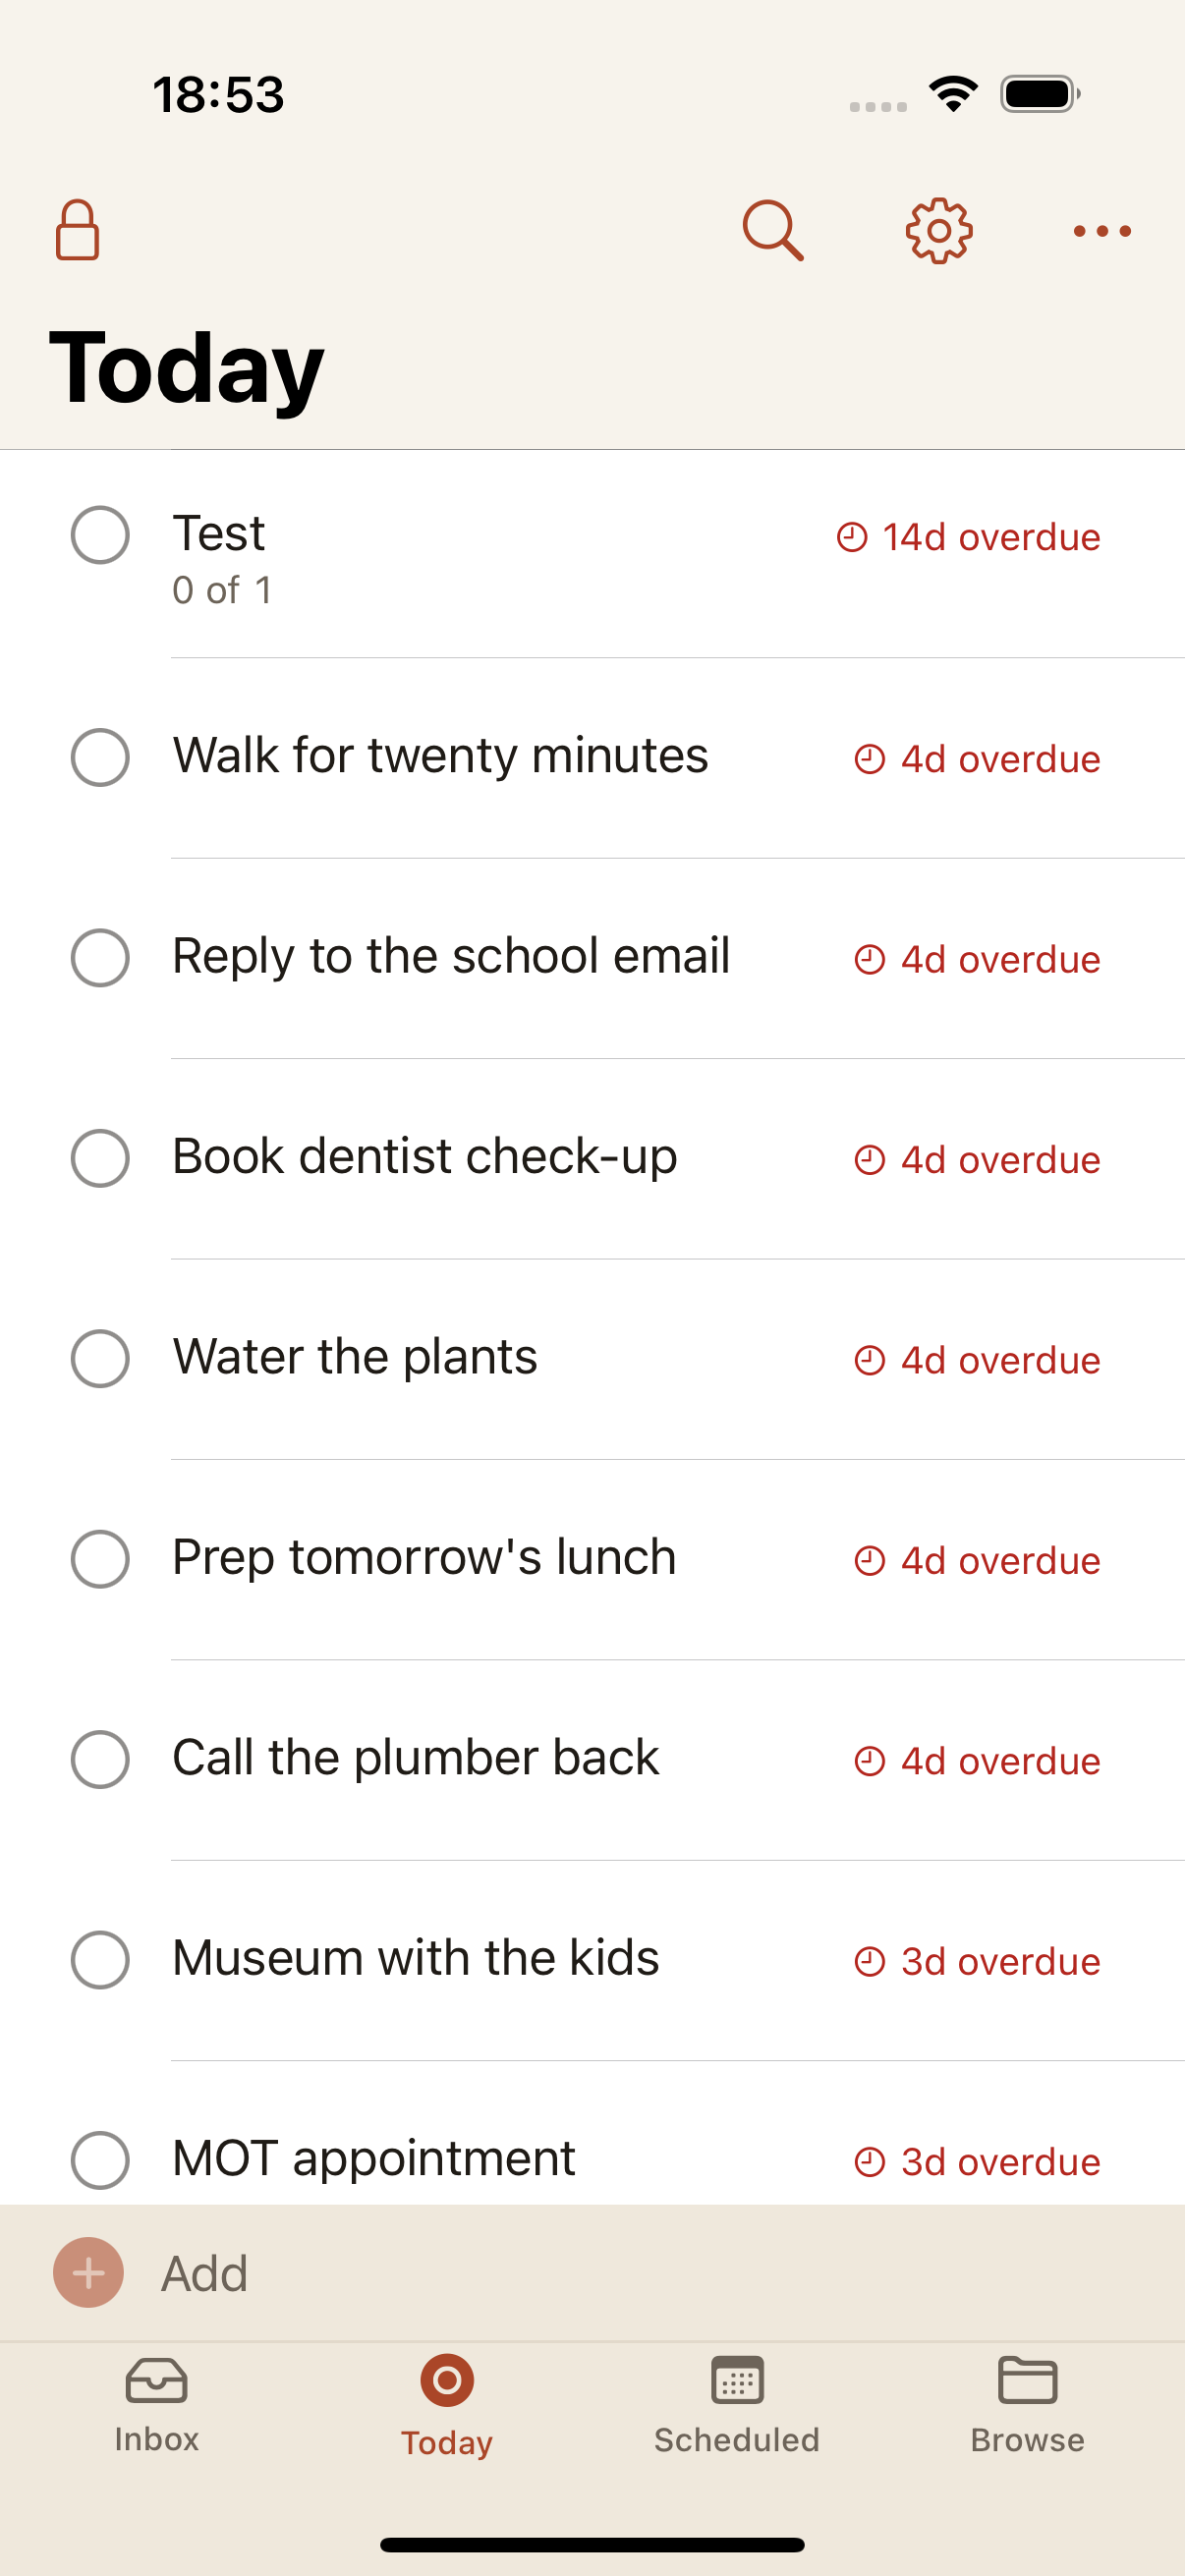 18:53
Today
Test
14d overdue
0 of 1
Walk for twenty minutes
4d overdue
Reply to the school email
4d overdue
Book dentist check-up
4d overdue
Water the plants
4d overdue
Prep tomorrow's lunch
4d overdue
Call the plumber back
4d overdue
Museum with the kids
3d overdue
MOT appointment
3d overdue
Add
Inbox
Today
Scheduled
Browse